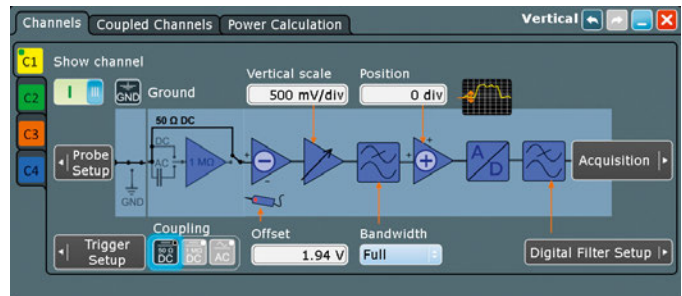 Channels Coupled Channels Power Calculation Vertical
C1 Show channel
Vertical scale Position
C2 I GND Ground 500 mV/div 0 div
50 Ω DC
C3
DC
Probe Setup AC 1 MΩ A/D Acquisition
C4
GND
Coupling
Trigger Setup 50 Ω DC 1 MΩ DC AC Offset Bandwidth
1.94 V Full Digital Filter Setup